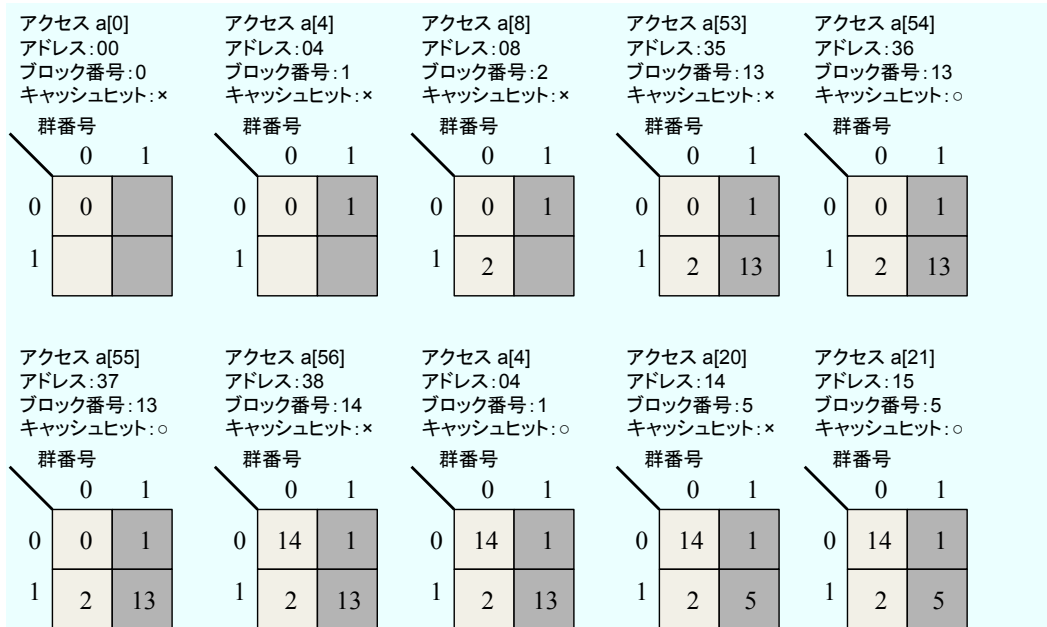 アクセス a[0]
アドレス:00
ブロック番号:0
キャッシュヒット:×
群番号
0 1
0 0
1
アクセス a[4]
アドレス:04
ブロック番号:1
キャッシュヒット:×
群番号
0 1
0 0 1
1
アクセス a[8]
アドレス:08
ブロック番号:2
キャッシュヒット:×
群番号
0 1
0 0 1
1 2
アクセス a[53]
アドレス:35
ブロック番号:13
キャッシュヒット:×
群番号
0 1
0 0 1
1 2 13
アクセス a[54]
アドレス:36
ブロック番号:13
キャッシュヒット:○
群番号
0 1
0 0 1
1 2 13
アクセス a[55]
アドレス:37
ブロック番号:13
キャッシュヒット:○
群番号
0 1
0 0 1
1 2 13
アクセス a[56]
アドレス:38
ブロック番号:14
キャッシュヒット:×
群番号
0 1
0 14 1
1 2 13
アクセス a[4]
アドレス:04
ブロック番号:1
キャッシュヒット:○
群番号
0 1
0 14 1
1 2 13
アクセス a[20]
アドレス:14
ブロック番号:5
キャッシュヒット:×
群番号
0 1
0 14 1
1 2 5
アクセス a[21]
アドレス:15
ブロック番号:5
キャッシュヒット:○
群番号
0 1
0 14 1
1 2 5